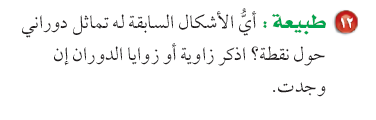 ١٢ طبيعة : أيُّ الأشكال السابقة له تماثل دوراني
حول نقطة؟ اذكر زاوية أو زوايا الدوران إن
وجدت.